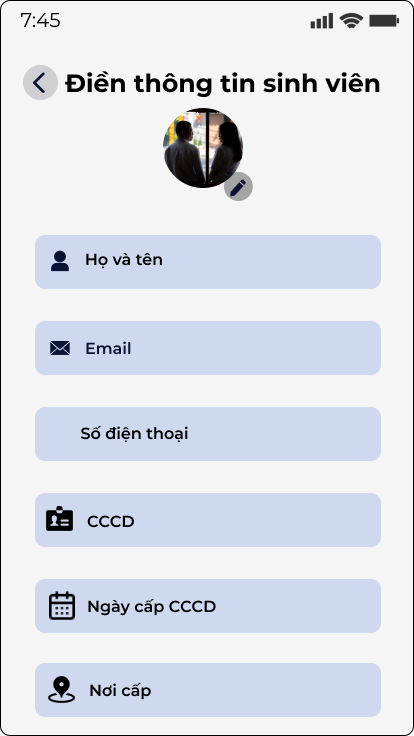 7:45
Điền thông tin sinh viên
Họ và tên
Email
Số điện thoại
CCCD
Ngày cấp CCCD
Nơi cấp